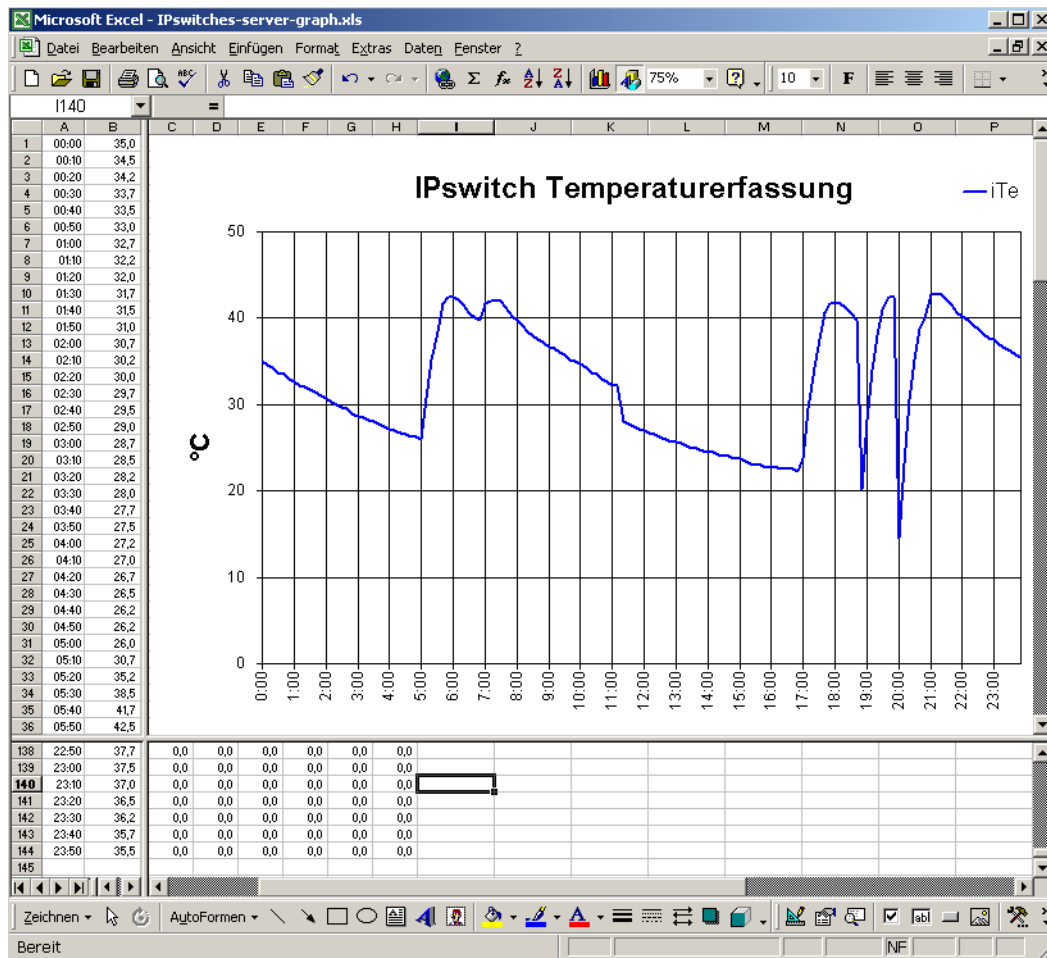 Microsoft Excel - IPswitches-server-graph.xls
Datei Bearbeiten Ansicht Einfügen Format Extras Daten Fenster ?
75% 10 F
I140 =
A B C D E F G H I J K L M N O P
1 00:00 35,0
2 00:10 34,5
3 00:20 34,2
4 00:30 33,7
5 00:40 33,5
6 00:50 33,0
7 01:00 32,7
8 01:10 32,2
9 01:20 32,0
10 01:30 31,7
11 01:40 31,5
12 01:50 31,0
13 02:00 30,7
14 02:10 30,2
15 02:20 30,0
16 02:30 29,7
17 02:40 29,5
18 02:50 29,0
19 03:00 28,7
20 03:10 28,5
21 03:20 28,2
22 03:30 28,0
23 03:40 27,7
24 03:50 27,5
25 04:00 27,2
26 04:10 27,0
27 04:20 26,7
28 04:30 26,5
29 04:40 26,2
30 04:50 26,2
31 05:00 26,0
32 05:10 30,7
33 05:20 35,2
34 05:30 38,5
35 05:40 41,7
36 05:50 42,5
IPswitch Temperaturerfassung
iTe
50
40
30
20
10
0
°C
0:00 1:00 2:00 3:00 4:00 5:00 6:00 7:00 8:00 9:00 10:00 11:00 12:00 13:00 14:00 15:00 16:00 17:00 18:00 19:00 20:00 21:00 22:00 23:00
138 22:50 37,7 0,0 0,0 0,0 0,0 0,0 0,0
139 23:00 37,5 0,0 0,0 0,0 0,0 0,0 0,0
140 23:10 37,0 0,0 0,0 0,0 0,0 0,0 0,0
141 23:20 36,5 0,0 0,0 0,0 0,0 0,0 0,0
142 23:30 36,2 0,0 0,0 0,0 0,0 0,0 0,0
143 23:40 35,7 0,0 0,0 0,0 0,0 0,0 0,0
144 23:50 35,5 0,0 0,0 0,0 0,0 0,0 0,0
145
Zeichnen AutoFormen
Bereit NF